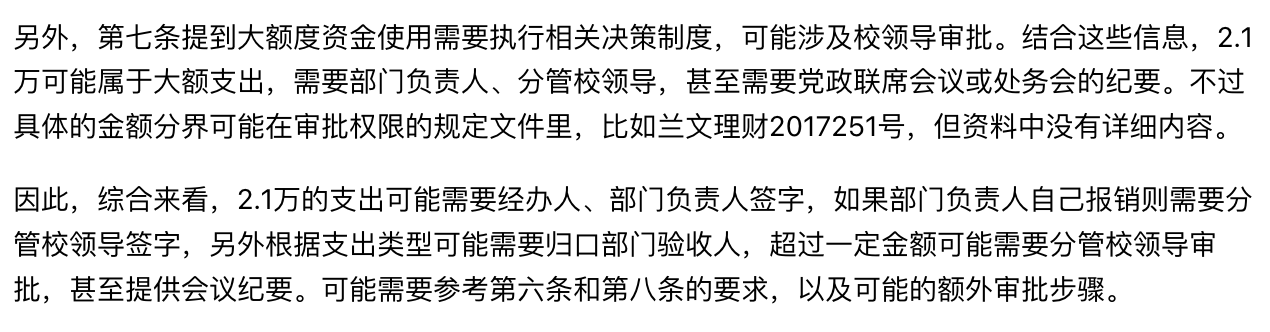 另外，第七条提到大额度资金使用需要执行相关决策制度，可能涉及校领导审批。结合这些信息，2.1
万可能属于大额支出，需要部门负责人、分管校领导，甚至需要党政联席会议或处务会的纪要。不过
具体的金额分界可能在审批权限的规定文件里，比如兰文理财2017251号，但资料中没有详细内容。
因此，综合来看，2.1万的支出可能需要经办人、部门负责人签字，如果部门负责人自己报销则需要分
管校领导签字，另外根据支出类型可能需要归口部门验收人，超过一定金额可能需要分管校领导审
批，甚至提供会议纪要。可能需要参考第六条和第八条的要求，以及可能的额外审批步骤。